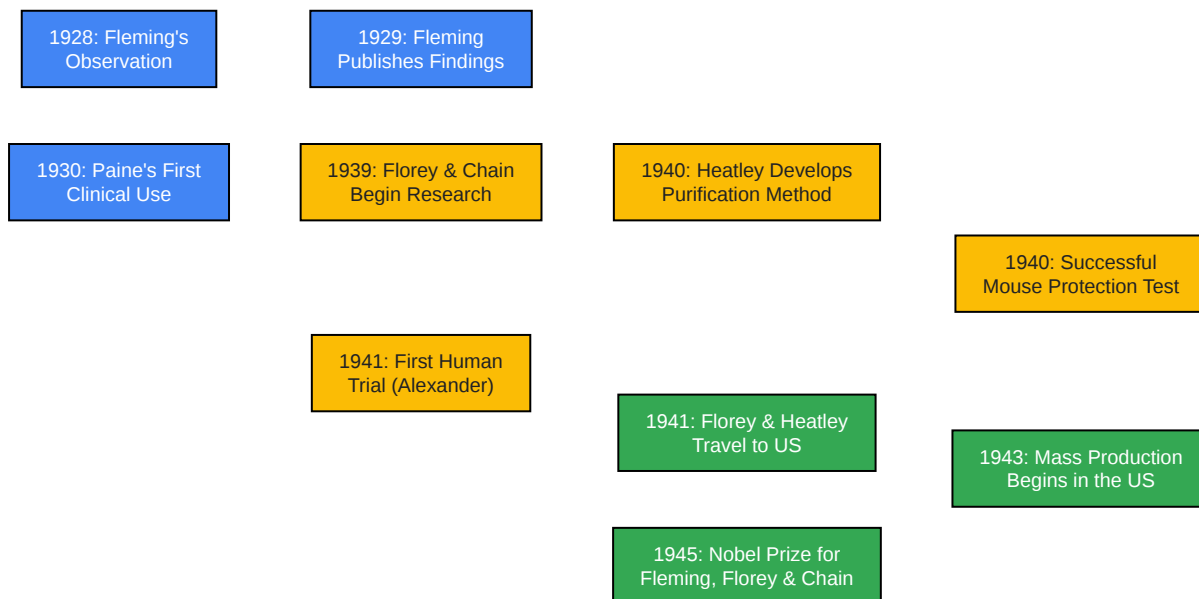 1928: Fleming's
Observation
1929: Fleming
Publishes Findings
1930: Paine's First
Clinical Use
1939: Florey & Chain
Begin Research
1940: Heatley Develops
Purification Method
1940: Successful
Mouse Protection Test
1941: First Human
Trial (Alexander)
1941: Florey & Heatley
Travel to US
1943: Mass Production
Begins in the US
1945: Nobel Prize for
Fleming, Florey & Chain